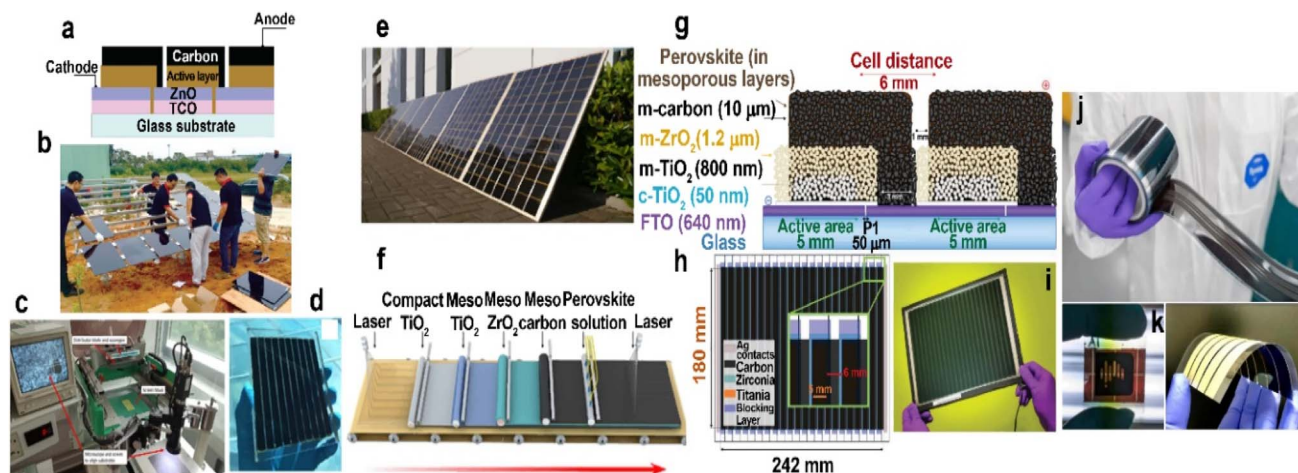 a
Anode
Carbon
Cathode
Active layer
ZnO
TCO
Glass substrate
b
c
d
e
f
Compact Meso Meso Meso Perovskite
Laser TiO₂ TiO₂ ZrO₂ carbon solution Laser
g
Perovskite (in
mesoporous layers)
m-carbon (10 μm)
m-ZrO₂ (1.2 μm)
m-TiO₂ (800 nm)
c-TiO₂ (50 nm)
FTO (640 nm)
Glass
Cell distance
6 mm
1 mm
Active area
5 mm
P1
50 μm
Active area
5 mm
h
180 mm
Ag
contacts
Carbon
Zirconia
Titania
Blocking
Layer
6 mm
5 mm
242 mm
i
j
k